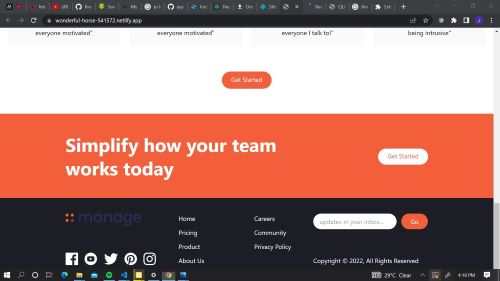 wonderful-horse-541572.netlify.app
everyone motivated"
everyone motivated"
everyone I talk to!"
being intrusive"
Get Started
Simplify how your team
works today
Get Started
manage
Home
Pricing
Product
About Us
Careers
Community
Privacy Policy
updates in your inbox...
Go
Copyright © 2022, All Rights Reserved
29°C Clear
4:18 PM